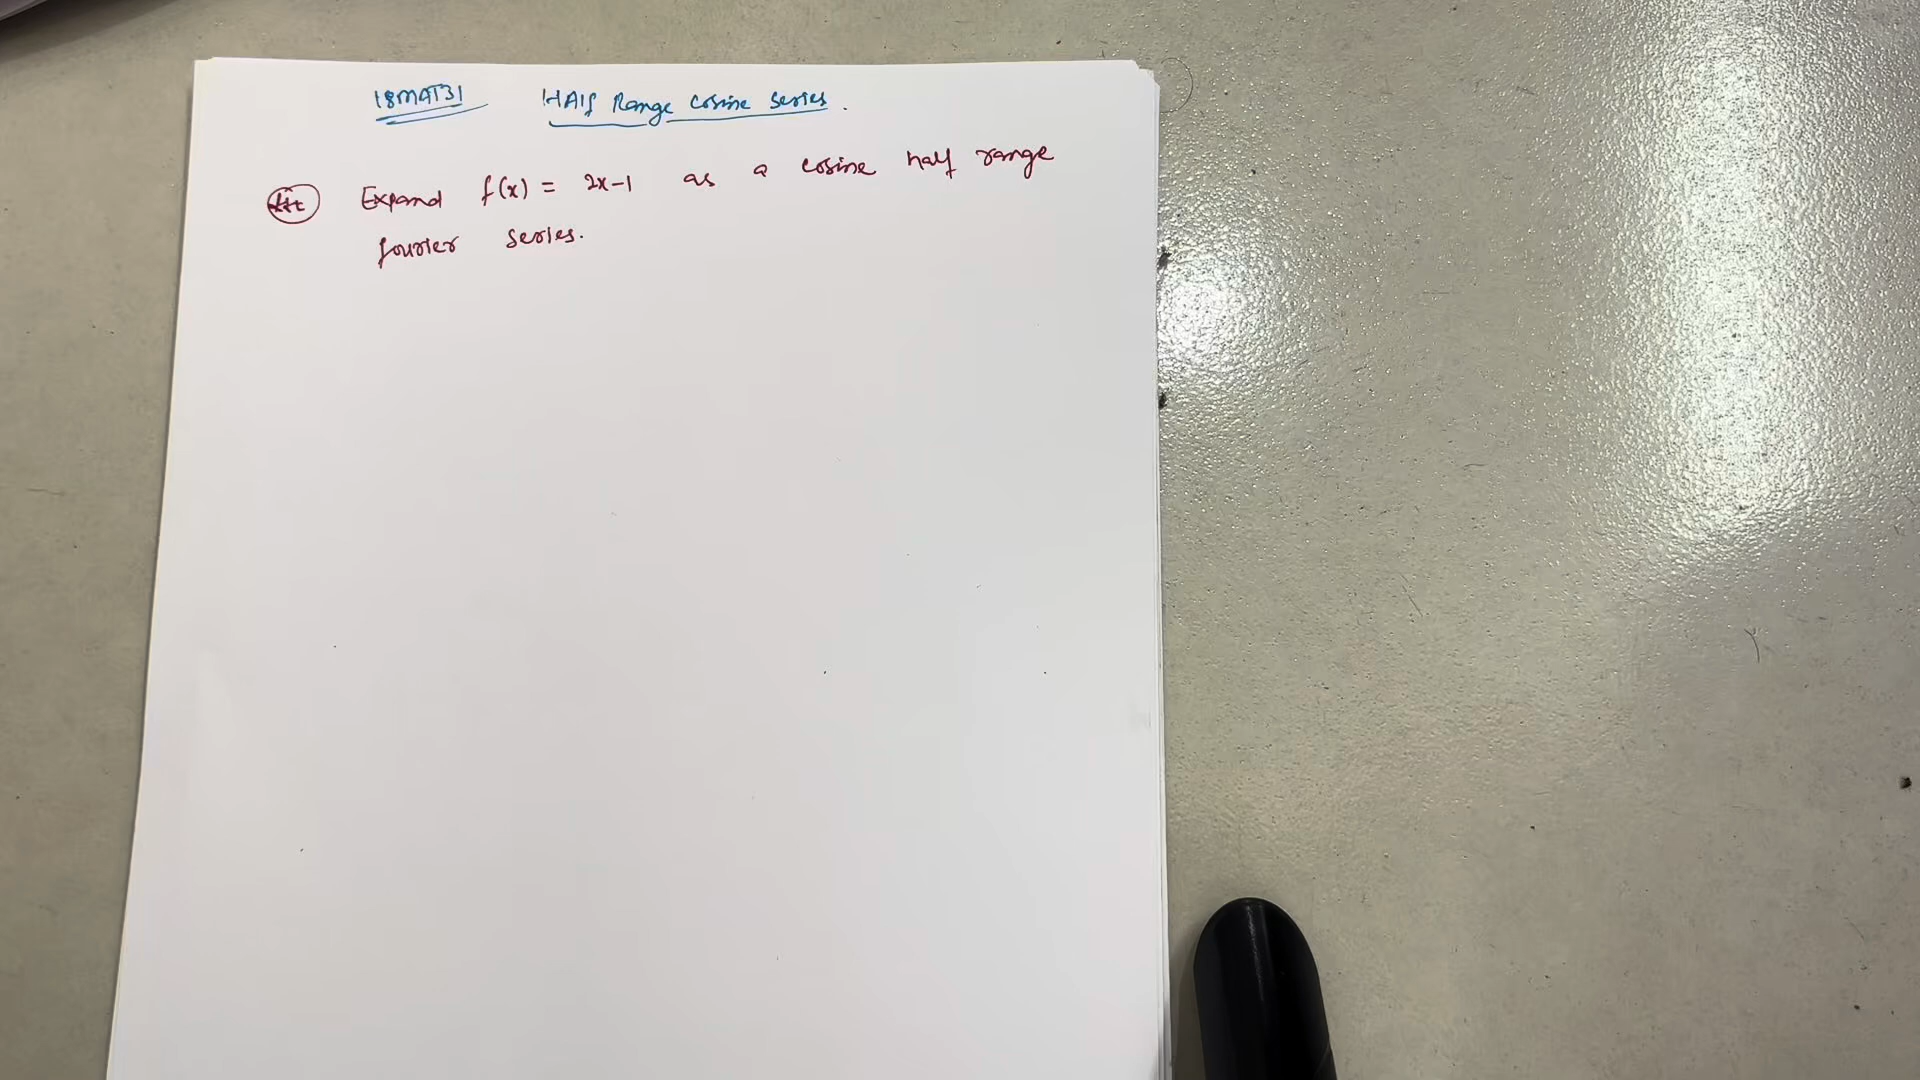 18MAT31 HAlf Range Cosine series.
Expand f(x) = 2x-1 as a cosine half range
fourier series.